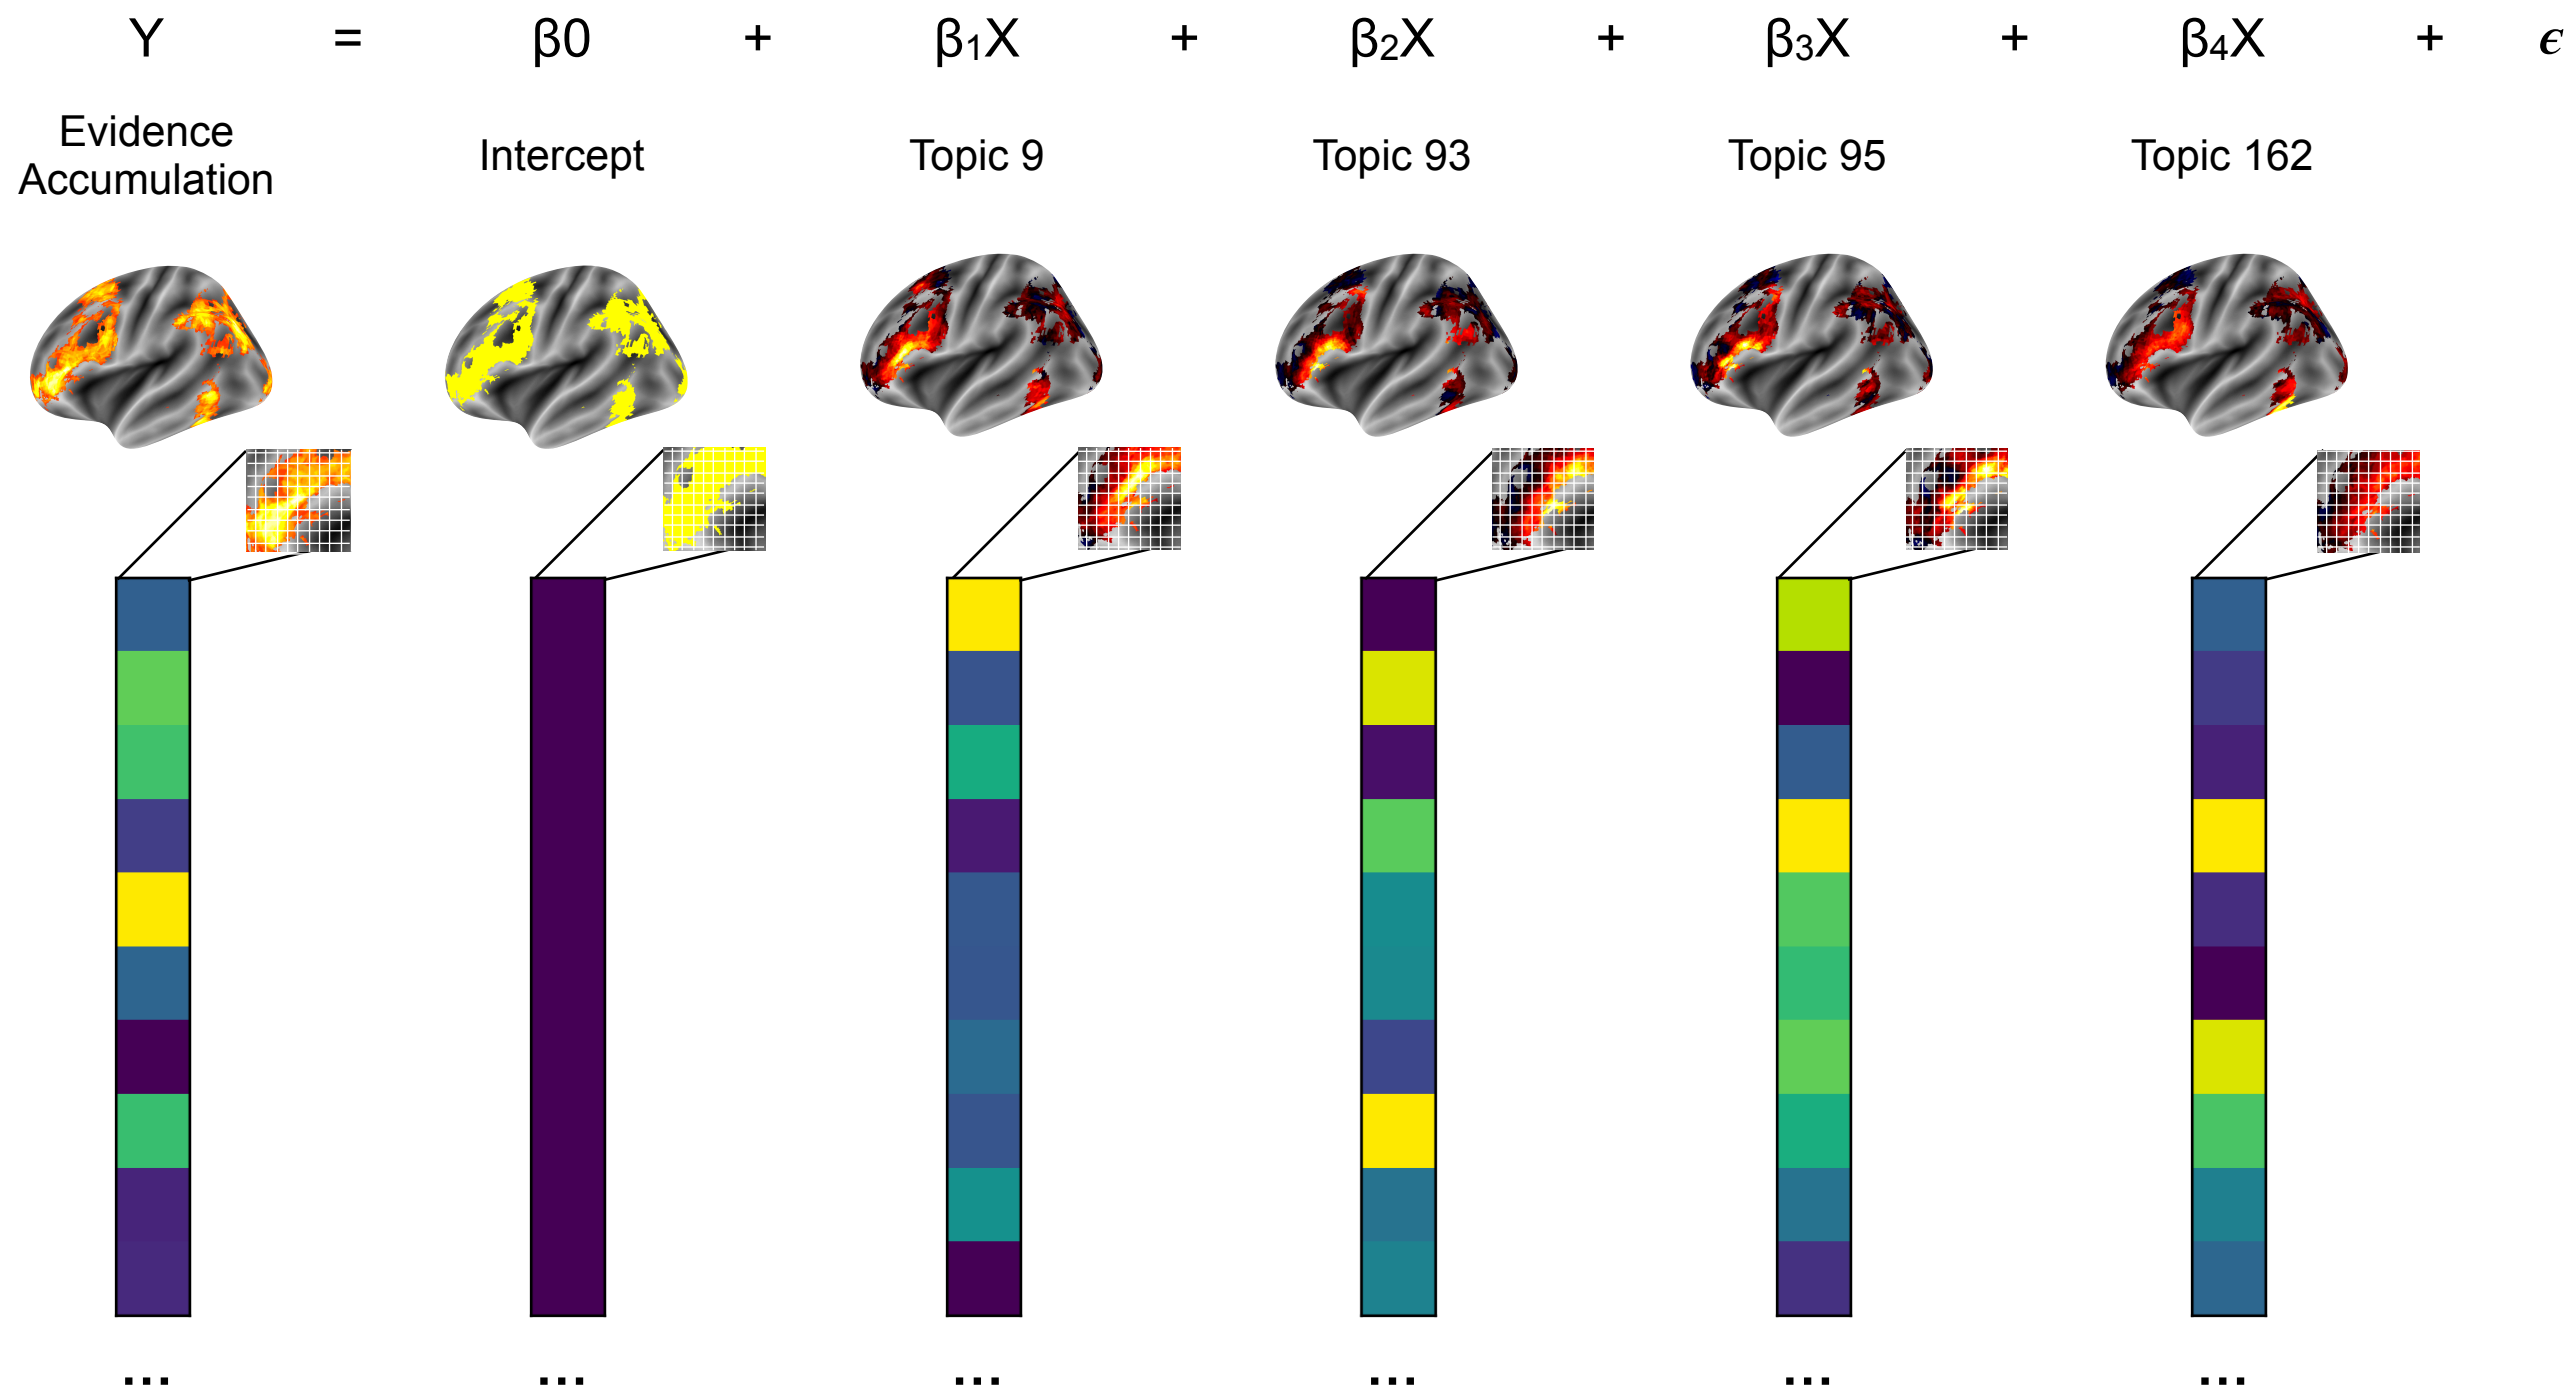 Y = β0 + β₁X + β₂X + β₃X + β₄X + ϵ
Evidence
Accumulation
Intercept
Topic 9
Topic 93
Topic 95
Topic 162
... ... ... ... ... ...